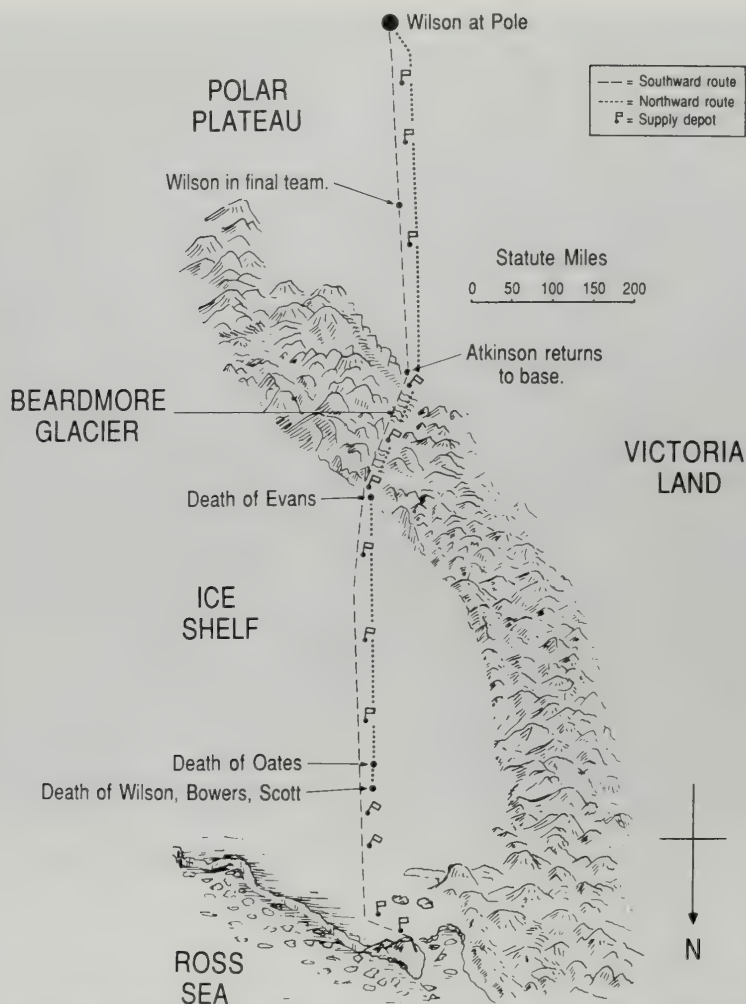 Wilson at Pole
POLAR
PLATEAU
= Southward route
= Northward route
= Supply depot
Wilson in final team.
Statute Miles
0 50 100 150 200
Atkinson returns
to base.
BEARDMORE
GLACIER
VICTORIA
LAND
Death of Evans
ICE
SHELF
Death of Oates
Death of Wilson, Bowers, Scott
N
ROSS
SEA